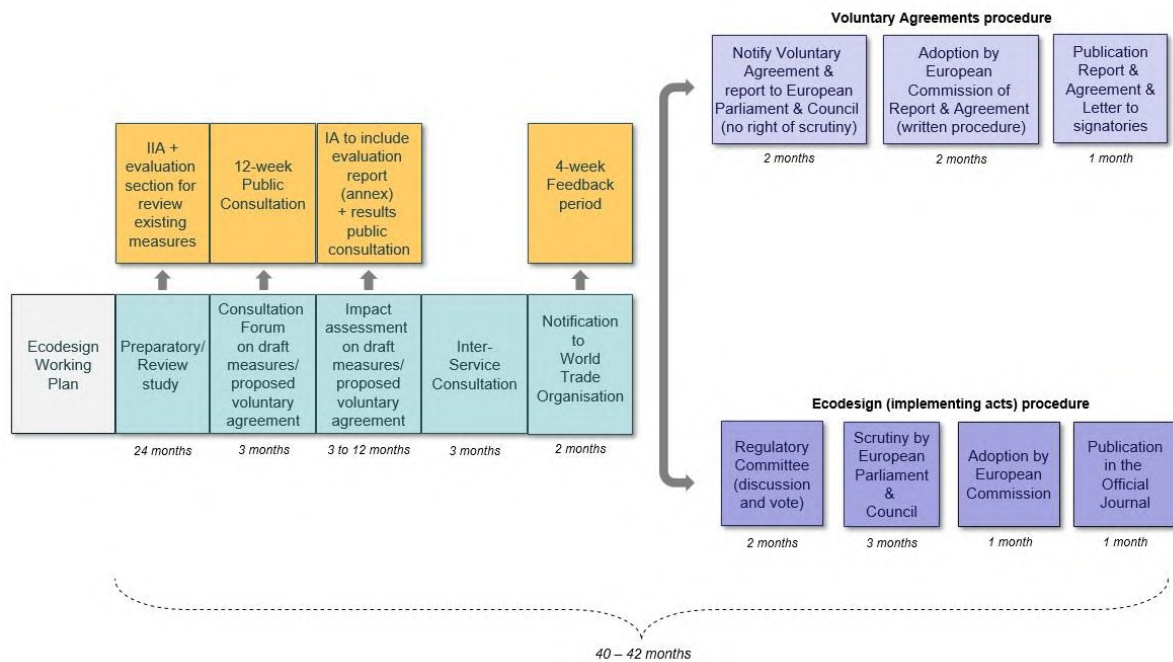 Voluntary Agreements procedure
Notify Voluntary
Agreement &
report to European
Parliament & Council
(no right of scrutiny)
2 months
Adoption by
European
Commission of
Report & Agreement
(written procedure)
2 months
Publication
Report &
Agreement &
Letter to
signatories
1 month
IIA +
evaluation
section for
review
existing
measures
12-week
Public
Consultation
IA to include
evaluation
report
(annex)
+ results
public
consultation
4-week
Feedback
period
Ecodesign
Working
Plan
Preparatory/
Review
study
24 months
Consultation
Forum
on draft
measures/
proposed
voluntary
agreement
3 months
Impact
assessment
on draft
measures/
proposed
voluntary
agreement
3 to 12 months
Inter-
Service
Consultation
3 months
Notification
to
World
Trade
Organisation
2 months
Ecodesign (implementing acts) procedure
Regulatory
Committee
(discussion
and vote)
2 months
Scrutiny by
European
Parliament
&
Council
3 months
Adoption by
European
Commission
1 month
Publication
in the
Official
Journal
1 month
40 – 42 months